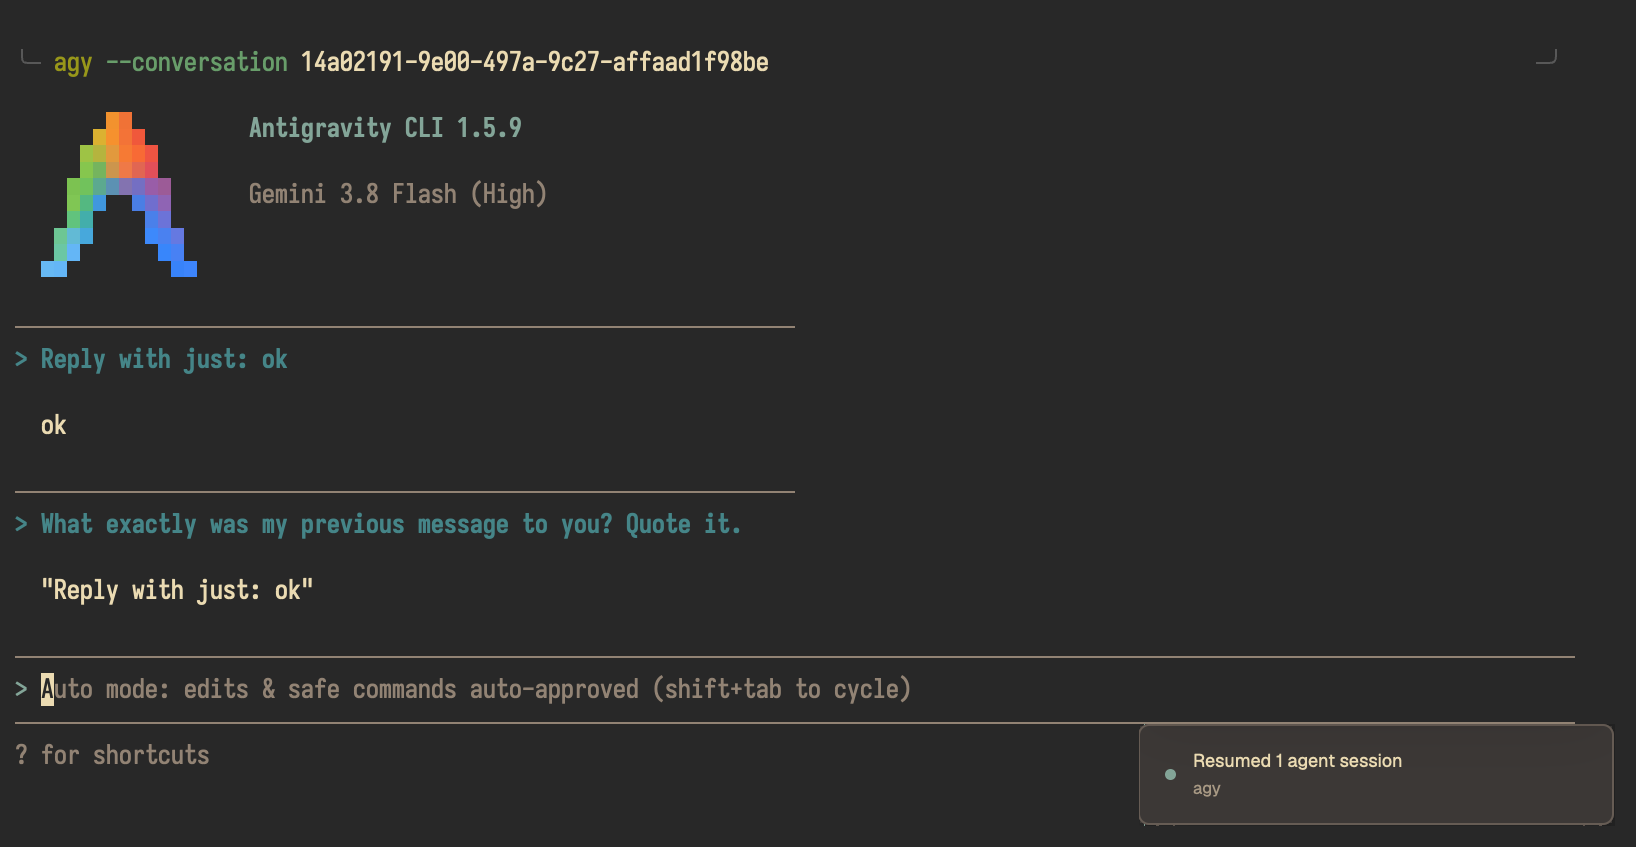 agy --conversation 14a02191-9e00-497a-9c27-affaad1f98be
Antigravity CLI 1.5.9
Gemini 3.8 Flash (High)
> Reply with just: ok
ok
> What exactly was my previous message to you? Quote it.
"Reply with just: ok"
> Auto mode: edits & safe commands auto-approved (shift+tab to cycle)
? for shortcuts
Resumed 1 agent session
agy